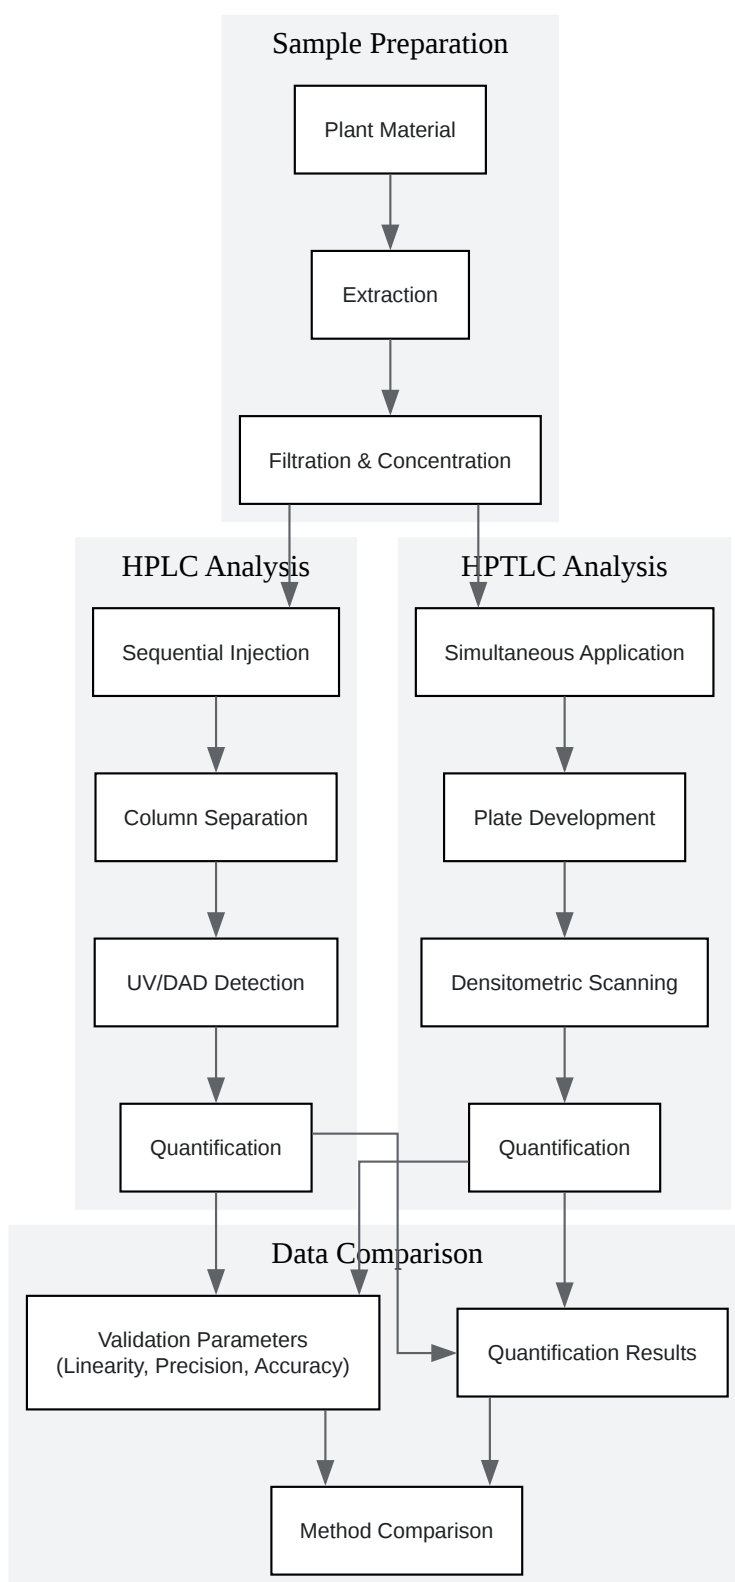 Sample Preparation
Plant Material
Extraction
Filtration & Concentration
HPLC Analysis
Sequential Injection
Column Separation
UV/DAD Detection
Quantification
HPTLC Analysis
Simultaneous Application
Plate Development
Densitometric Scanning
Quantification
Data Comparison
Validation Parameters
(Linearity, Precision, Accuracy)
Quantification Results
Method Comparison